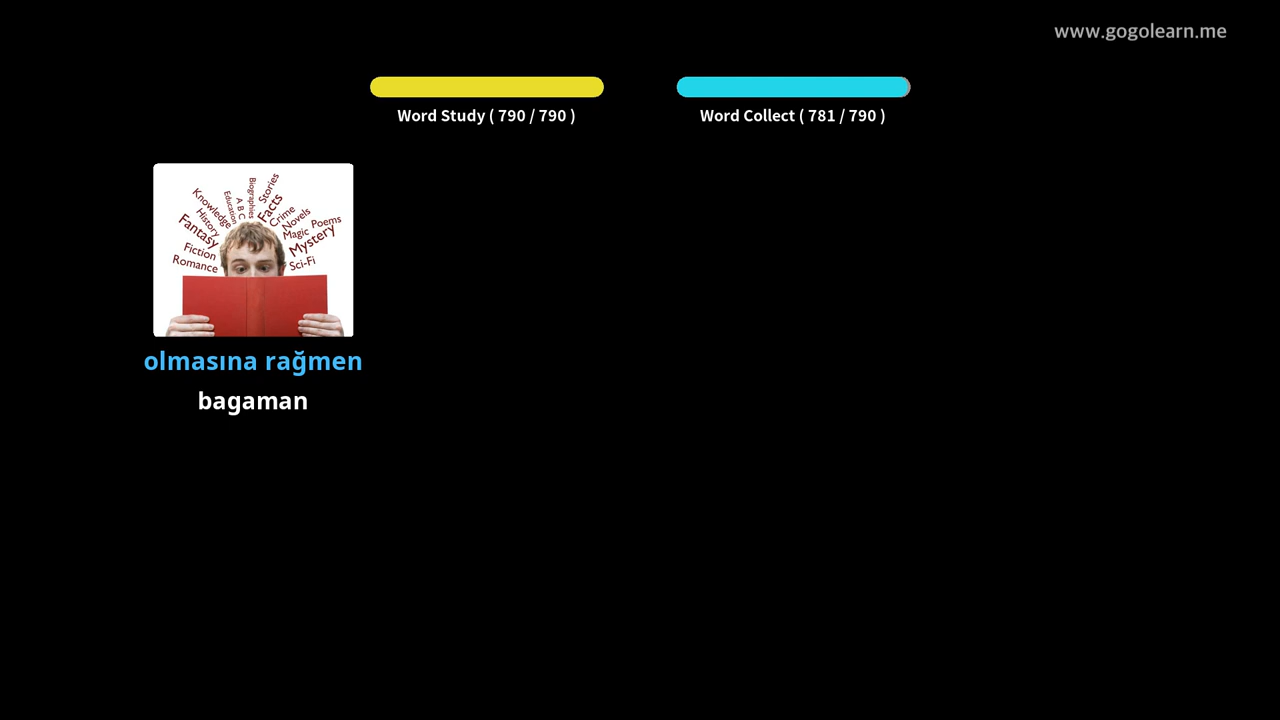 www.gogolearn.me
Word Study ( 790 / 790 )
Word Collect ( 781 / 790 )
Knowledge
History
Fantasy
Fiction
Romance
Education
A B C
Biographies
Stories
Facts
Crime
Novels
Magic
Poems
Mystery
Sci-Fi
olmasına rağmen
bagaman